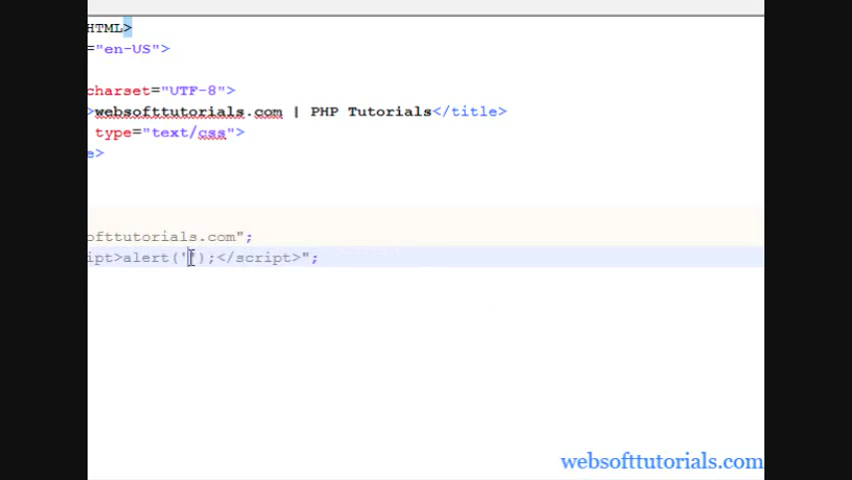 HTML>
="en-US">
charset="UTF-8">
>websofttutorials.com | PHP Tutorials</title>
type="text/css">
e>
softtutorials.com";
ipt>alert('');</script>";
websofttutorials.com